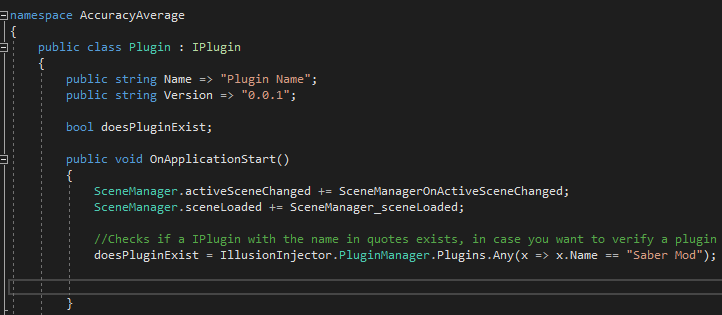 namespace AccuracyAverage
{
public class Plugin : IPlugin
{
public string Name => "Plugin Name";
public string Version => "0.0.1";
bool doesPluginExist;
public void OnApplicationStart()
{
SceneManager.activeSceneChanged += SceneManagerOnActiveSceneChanged;
SceneManager.sceneLoaded += SceneManager_sceneLoaded;
//Checks if a IPlugin with the name in quotes exists, in case you want to verify a plugin
doesPluginExist = IllusionInjector.PluginManager.Plugins.Any(x => x.Name == "Saber Mod");
}